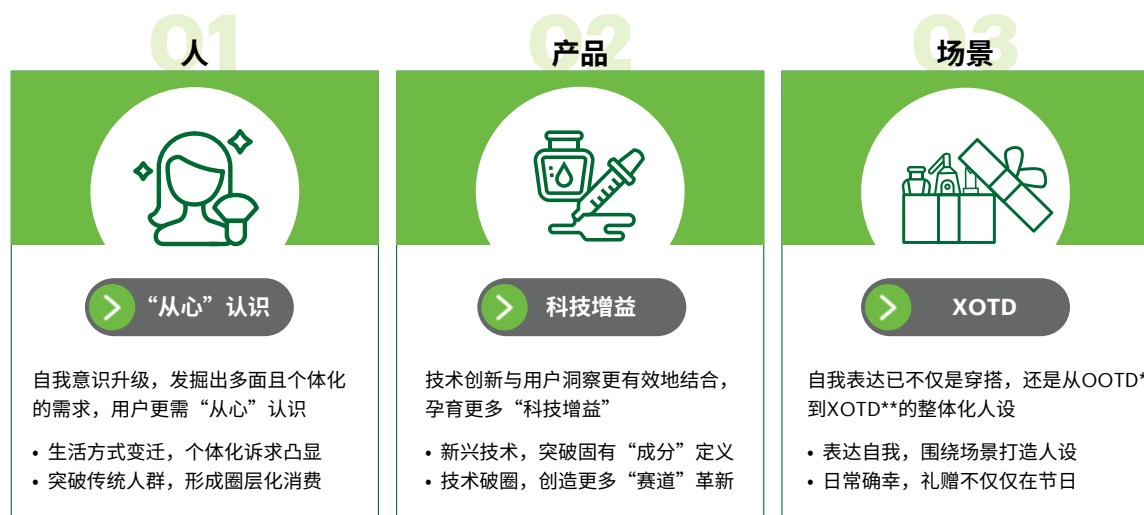 01
人
“从心”认识
自我意识升级，发掘出多面且个体化
的需求，用户更需“从心”认识
• 生活方式变迁，个体化诉求凸显
• 突破传统人群，形成圈层化消费
02
产品
科技增益
技术创新与用户洞察更有效地结合，
孕育更多“科技增益”
• 新兴技术，突破固有“成分”定义
• 技术破圈，创造更多“赛道”革新
03
场景
XOTD
自我表达已不仅是穿搭，还是从OOTD*
到XOTD**的整体化人设
• 表达自我，围绕场景打造人设
• 日常确幸，礼赠不仅仅在节日